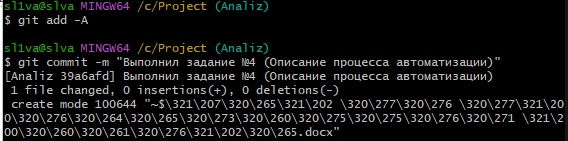 sl1va@slva MINGW64 /c/Project (Analiz)
$ git add -A
sl1va@slva MINGW64 /c/Project (Analiz)
$ git commit -m "Выполнил задание №4 (Описание процесса автоматизации)"
[Analiz 39a6afd] Выполнил задание №4 (Описание процесса автоматизации)
1 file changed, 0 insertions(+), 0 deletions(-)
create mode 100644 "~$\321\207\320\265\321\202 \320\277\320\276 \320\277\321\20
0\320\276\320\264\320\265\320\273\320\260\320\275\320\275\320\276\320\271 \321\2
00\320\260\320\261\320\276\321\202\320\265.docx"